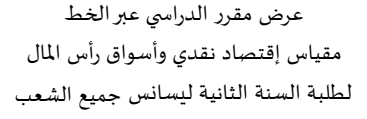 عرض مقرر الدراسي عبر الخط
مقياس إقتصاد نقدي وأسواق رأس المال
لطلبة السنة الثانية ليسانس جميع الشعب